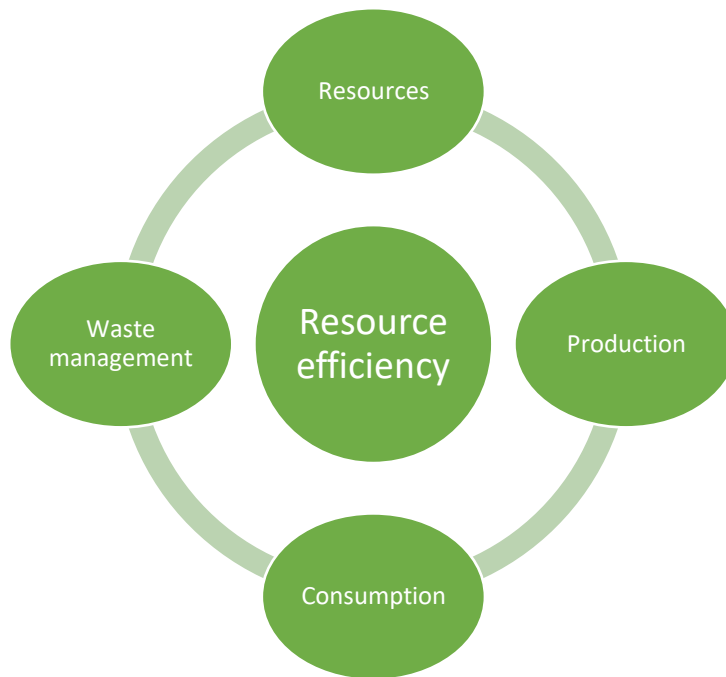 Resources
Waste
management
Resource
efficiency
Production
Consumption